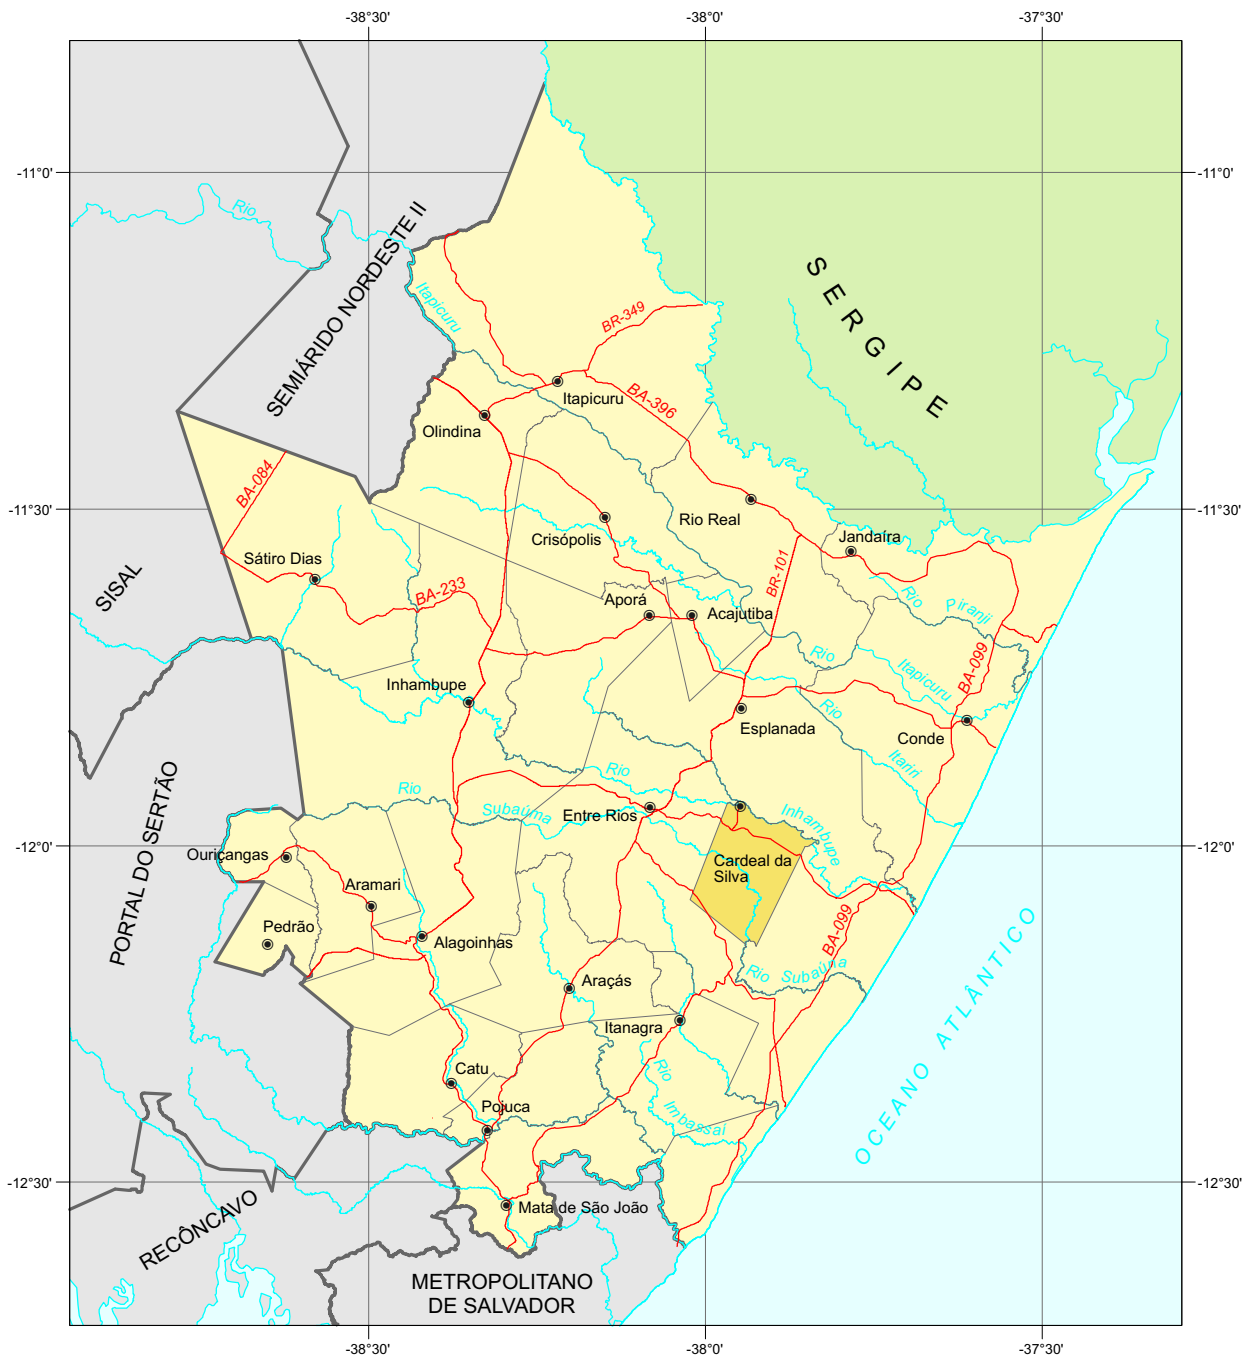 -38°30'
-38°0'
-37°30'
-11°0'
-11°0'
Rio
SEMIÁRIDO NORDESTE II
SERGIPE
Itapicuru
BR-349
Itapicuru
BA-396
Olindina
BA-084
-11°30'
-11°30'
Rio Real
Crisópolis
Jandaíra
Sátiro Dias
BR-101
SISAL
BA-233
Rio
Piranji
Aporá
Acajutiba
Rio
BA-099
Itapicuru
Inhambupe
Rio
Esplanada
Conde
Itariri
PORTAL DO SERTÃO
Rio
Rio
Subaúma
Entre Rios
Inhambupe
-12°0'
-12°0'
Ouriçangas
Cardeal da
Silva
Aramari
Pedrão
Alagoinhas
BA-099
Rio
Subaúna
Araçás
Itanagra
OCEANO ATLÂNTICO
Catu
Rio
Imbassaí
Pojuca
-12°30'
-12°30'
Mata de São João
RECÔNCAVO
METROPOLITANO
DE SALVADOR
-38°30'
-38°0'
-37°30'